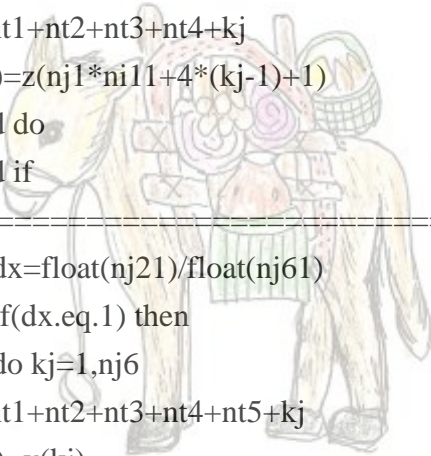 nt1+nt2+nt3+nt4+kj
)=z(nj1*ni11+4*(kj-1)+1)
d do
d if
==============================
dx=float(nj21)/float(nj61)
f(dx.eq.1) then
do kj=1,nj6
nt1+nt2+nt3+nt4+nt5+kj